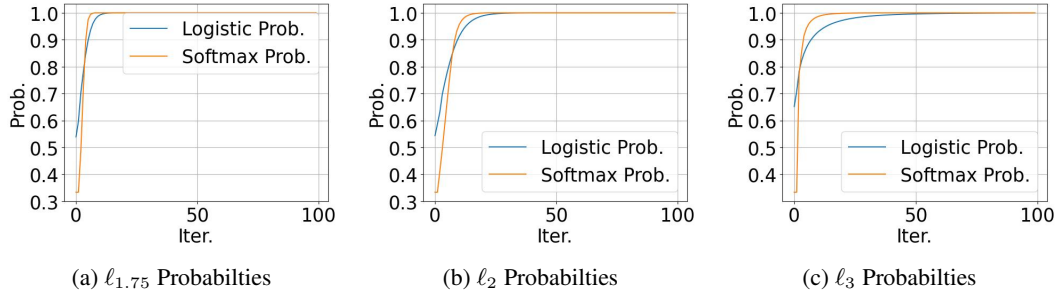 1.0
0.9
0.8
0.7
0.6
0.5
0.4
0.3
Prob.
Logistic Prob.
Softmax Prob.
0 50 100
Iter.
(a) ℓ1.75 Probabilties
1.0
0.9
0.8
0.7
0.6
0.5
0.4
0.3
Prob.
Logistic Prob.
Softmax Prob.
0 50 100
Iter.
(b) ℓ2 Probabilties
1.0
0.9
0.8
0.7
0.6
0.5
0.4
Prob.
Logistic Prob.
Softmax Prob.
0 50 100
Iter.
(c) ℓ3 Probabilties